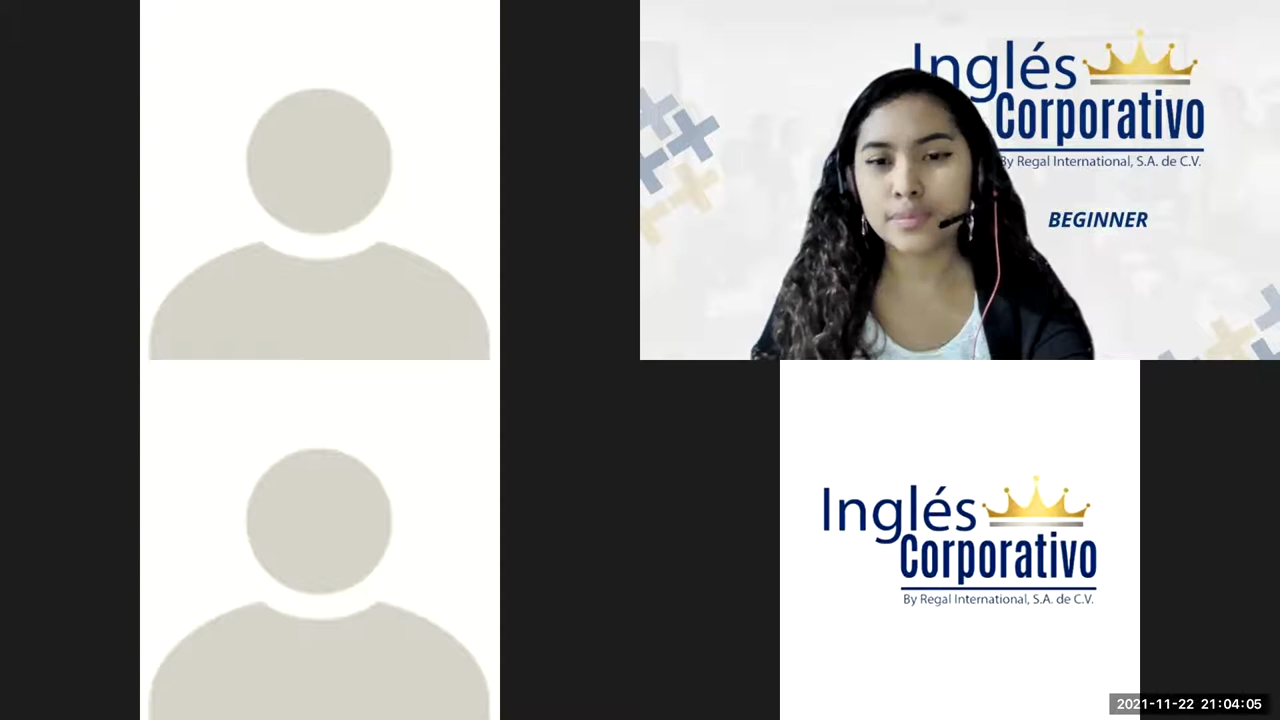 Inglés
Corporativo
By Regal International, S.A. de C.V.
BEGINNER
Inglés
Corporativo
By Regal International, S.A. de C.V.
2021-11-22 21:04:05